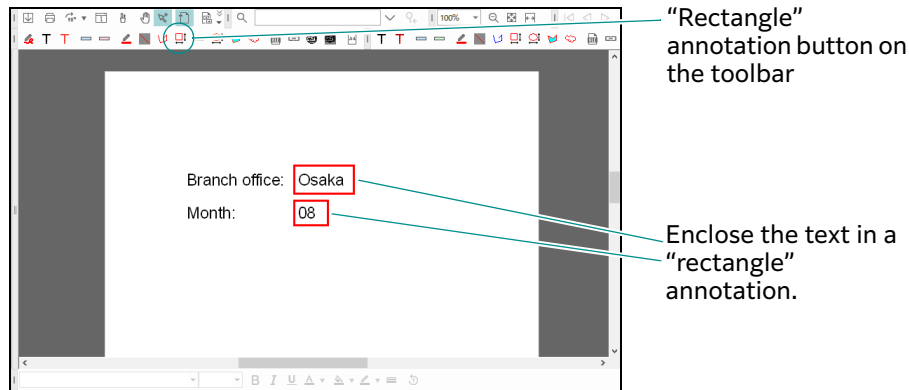 100%
“Rectangle”
annotation button on
the toolbar
T T
T T
Branch office: Osaka
Month: 08
Enclose the text in a
“rectangle”
annotation.
B I U A